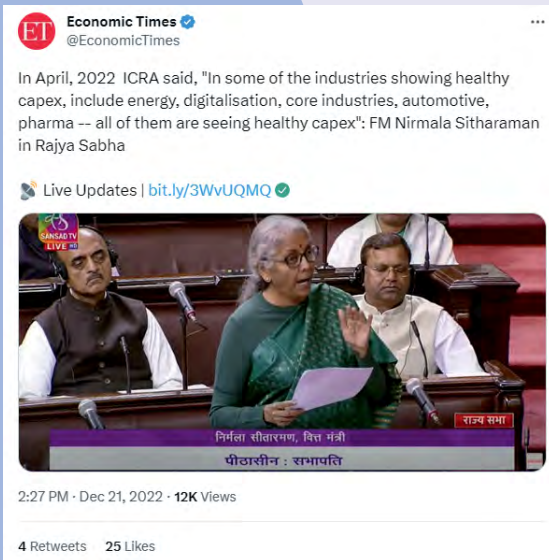 ET
Economic Times
@EconomicTimes
In April, 2022 ICRA said, "In some of the industries showing healthy
capex, include energy, digitalisation, core industries, automotive,
pharma -- all of them are seeing healthy capex": FM Nirmala Sitharaman
in Rajya Sabha
Live Updates | bit.ly/3WvUQMQ
SANSAD TV
LIVE HD
राज्य सभा
निर्मला सीतारमण, वित्त मंत्री
पीठासीन : सभापति
2:27 PM · Dec 21, 2022 · 12K Views
4 Retweets 25 Likes